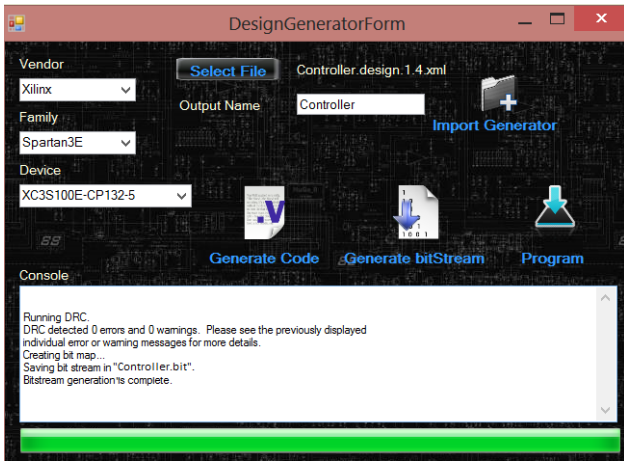 DesignGeneratorForm
Vendor
Xilinx
Select File
Controller.design.1.4.xml
Output Name
Controller
Import Generator
Family
Spartan3E
Device
XC3S100E-CP132-5
.V
1001
Generate Code
Generate bitStream
Program
Console
Running DRC.
DRC detected 0 errors and 0 warnings. Please see the previously displayed
individual error or warning messages for more details.
Creating bit map...
Saving bit stream in "Controller.bit".
Bitstream generation is complete.